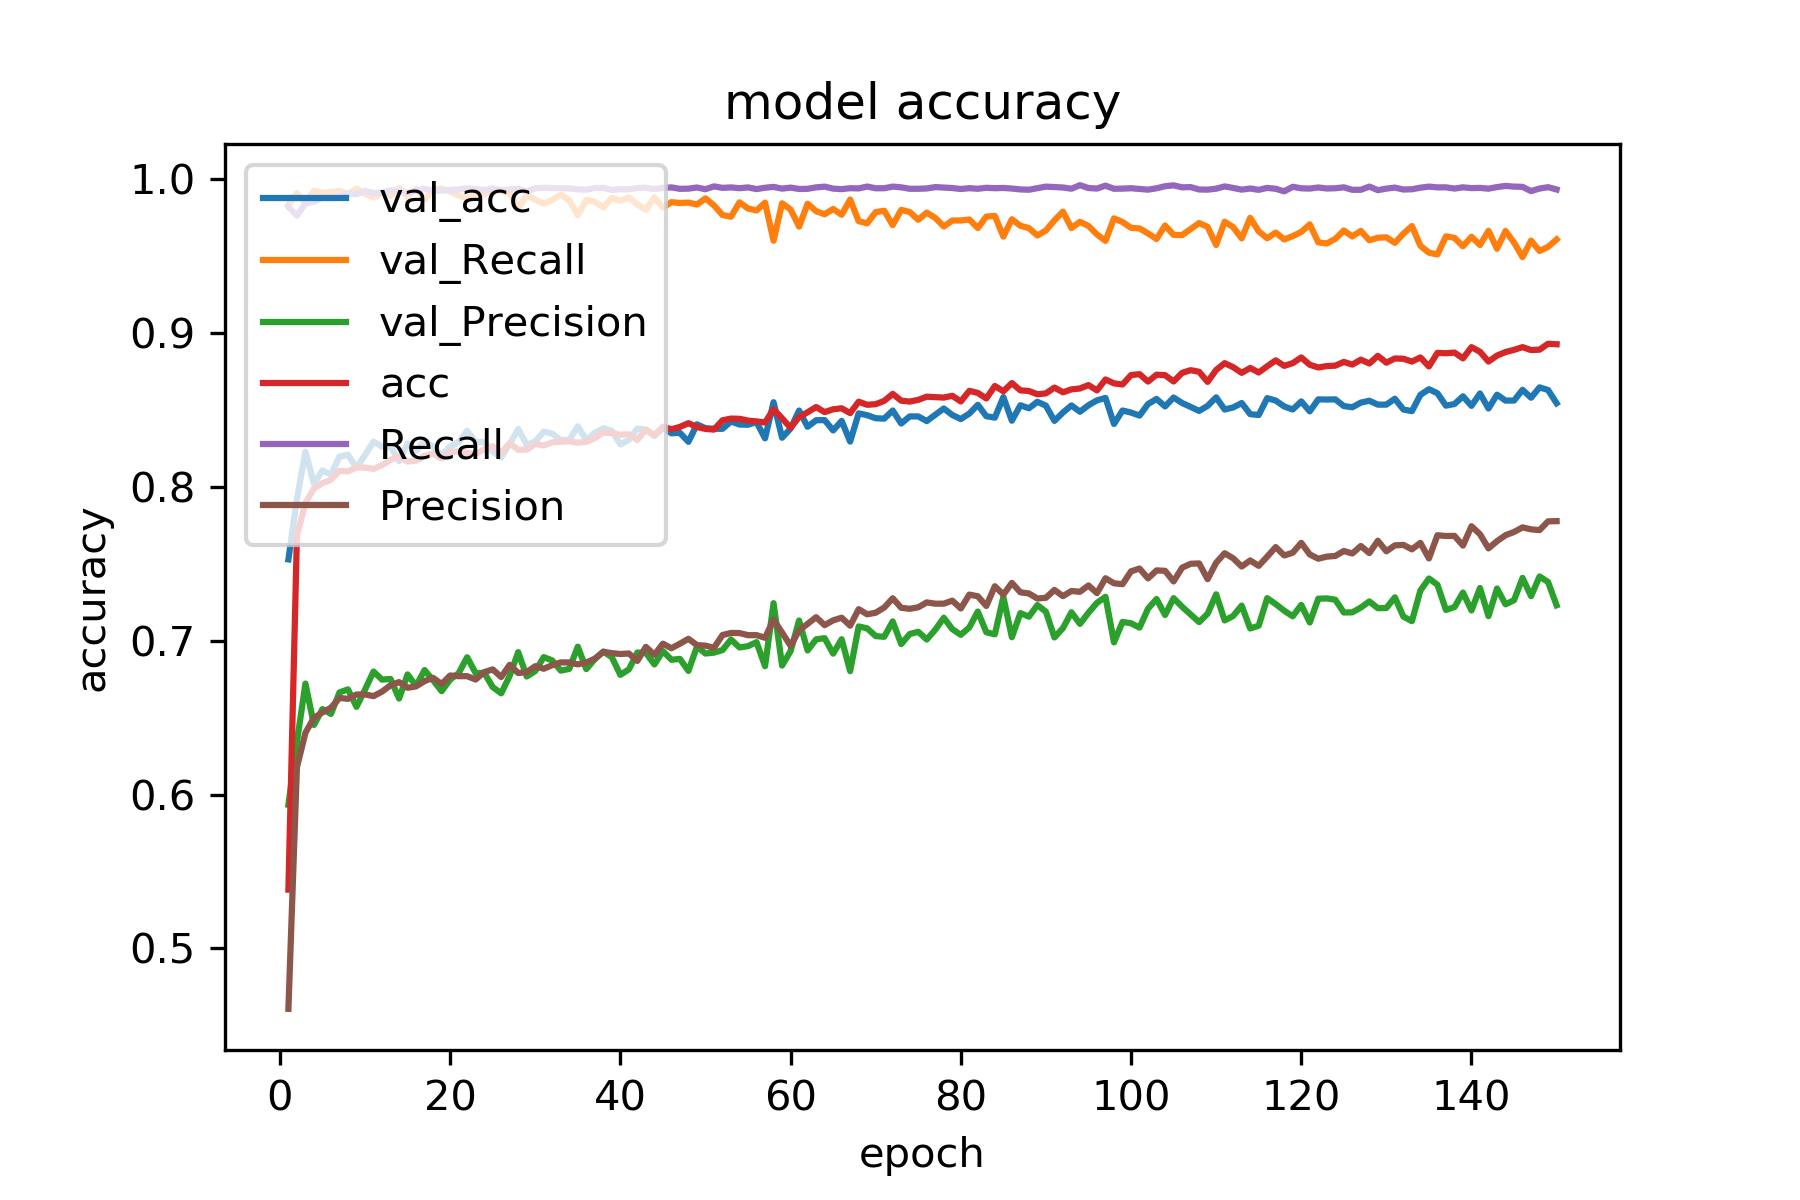 model accuracy
accuracy
1.0
0.9
0.8
0.7
0.6
0.5
val_acc
val_Recall
val_Precision
acc
Recall
Precision
0 20 40 60 80 100 120 140
epoch